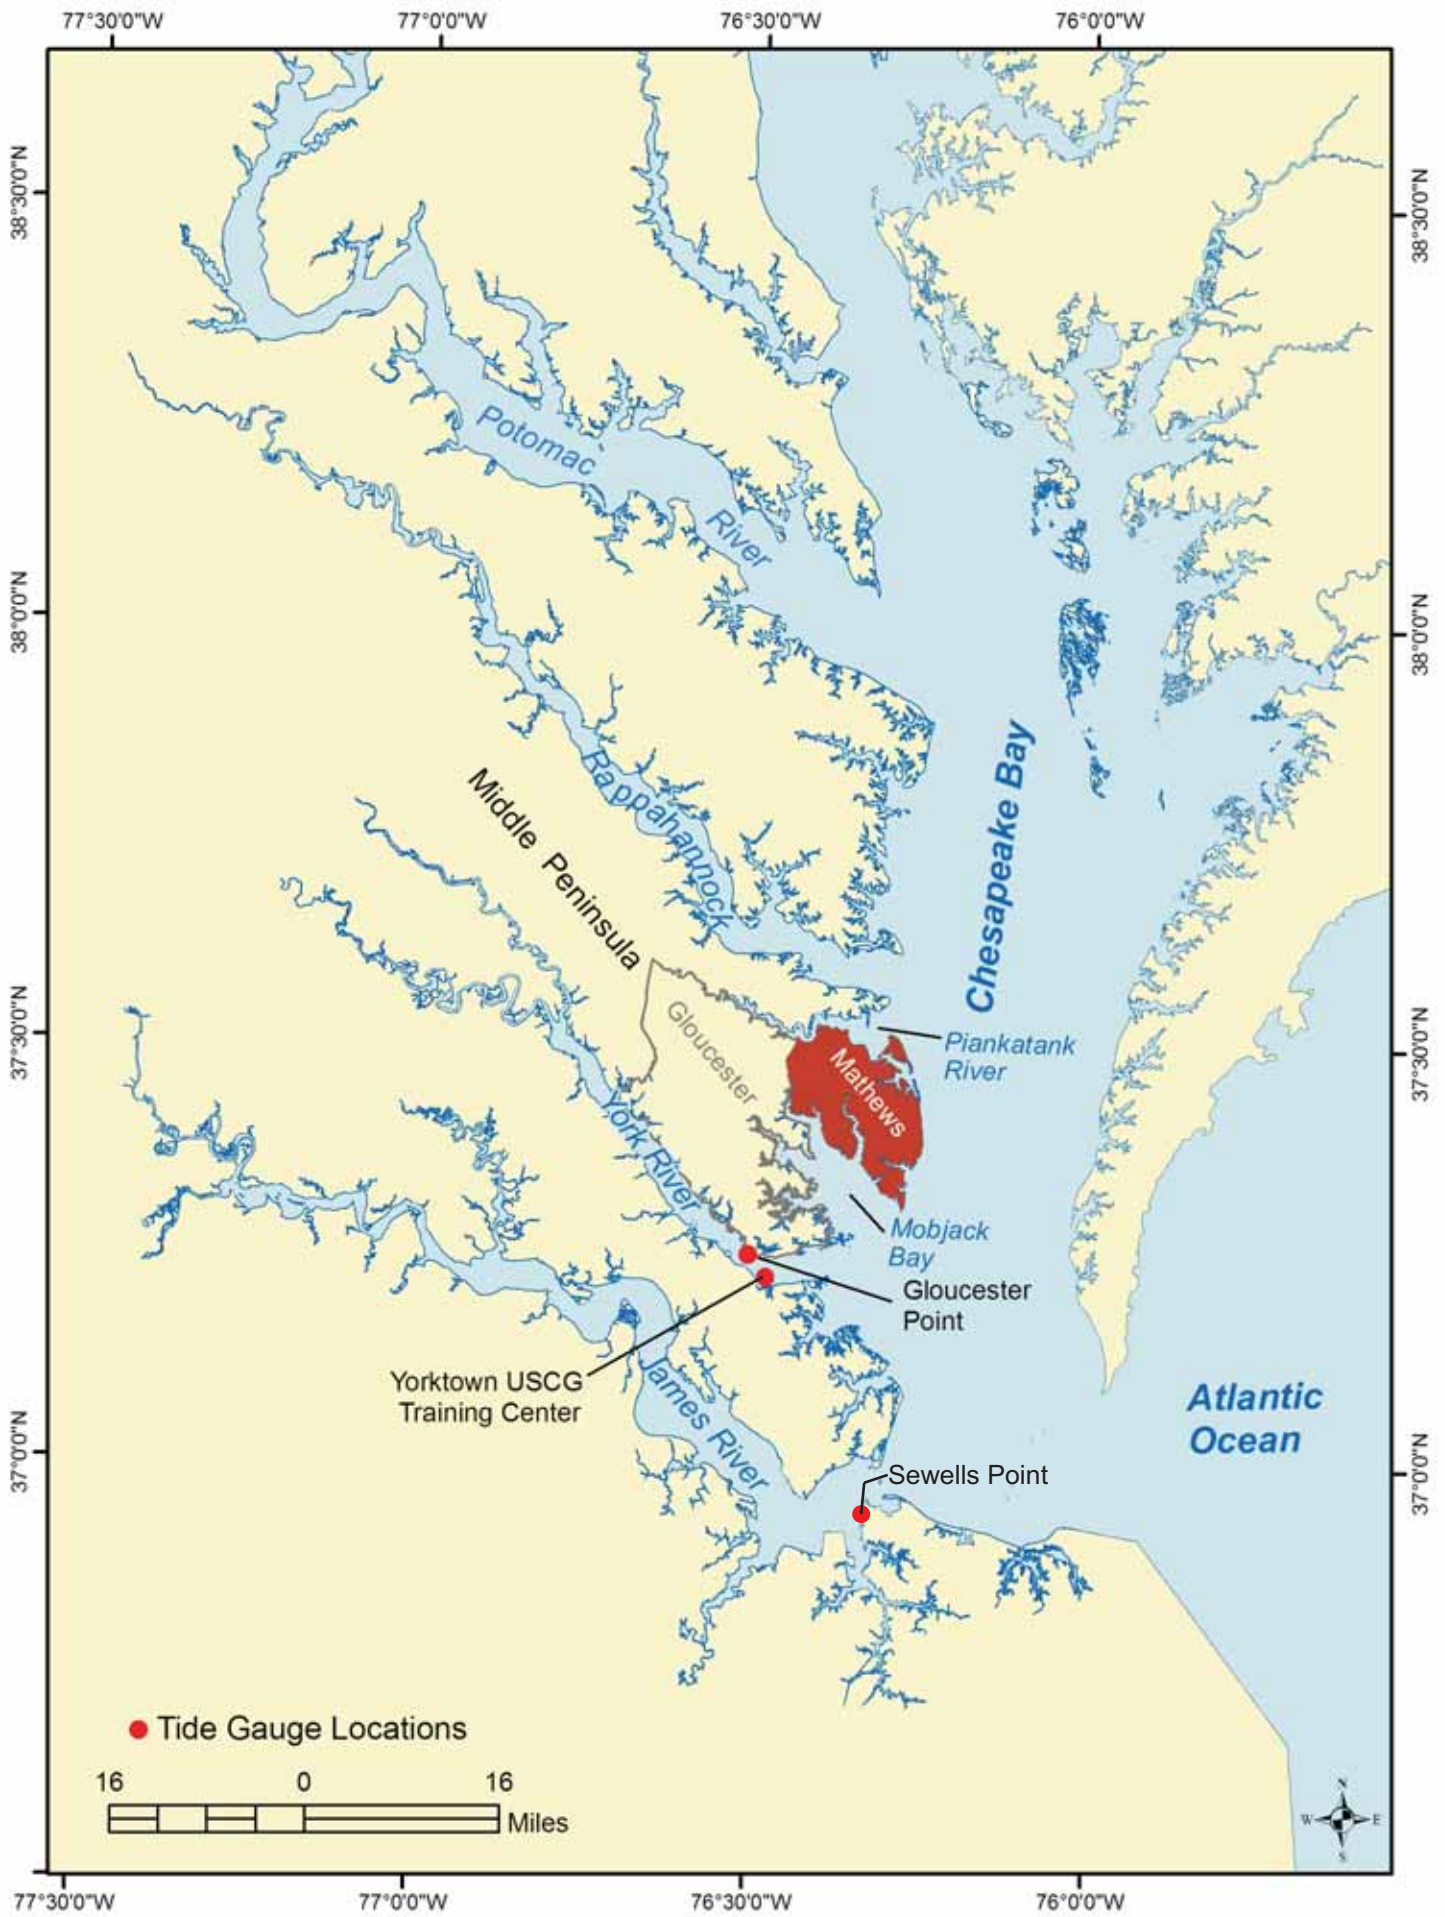 77°30'0"W 77°0'0"W 76°30'0"W 76°0'0"W
38°30'0"N
38°30'0"N
Potomac
River
38°0'0"N
38°0'0"N
Rappahannock
Middle Peninsula
Chesapeake Bay
37°30'0"N
37°30'0"N
Gloucester
Mathews
Piankatank
River
York River
Mobjack
Bay
Gloucester
Point
Yorktown USCG
Training Center
James River
Atlantic
Ocean
37°0'0"N
37°0'0"N
Sewells Point
Tide Gauge Locations
16 0 16
Miles
N
W E
S
77°30'0"W 77°0'0"W 76°30'0"W 76°0'0"W